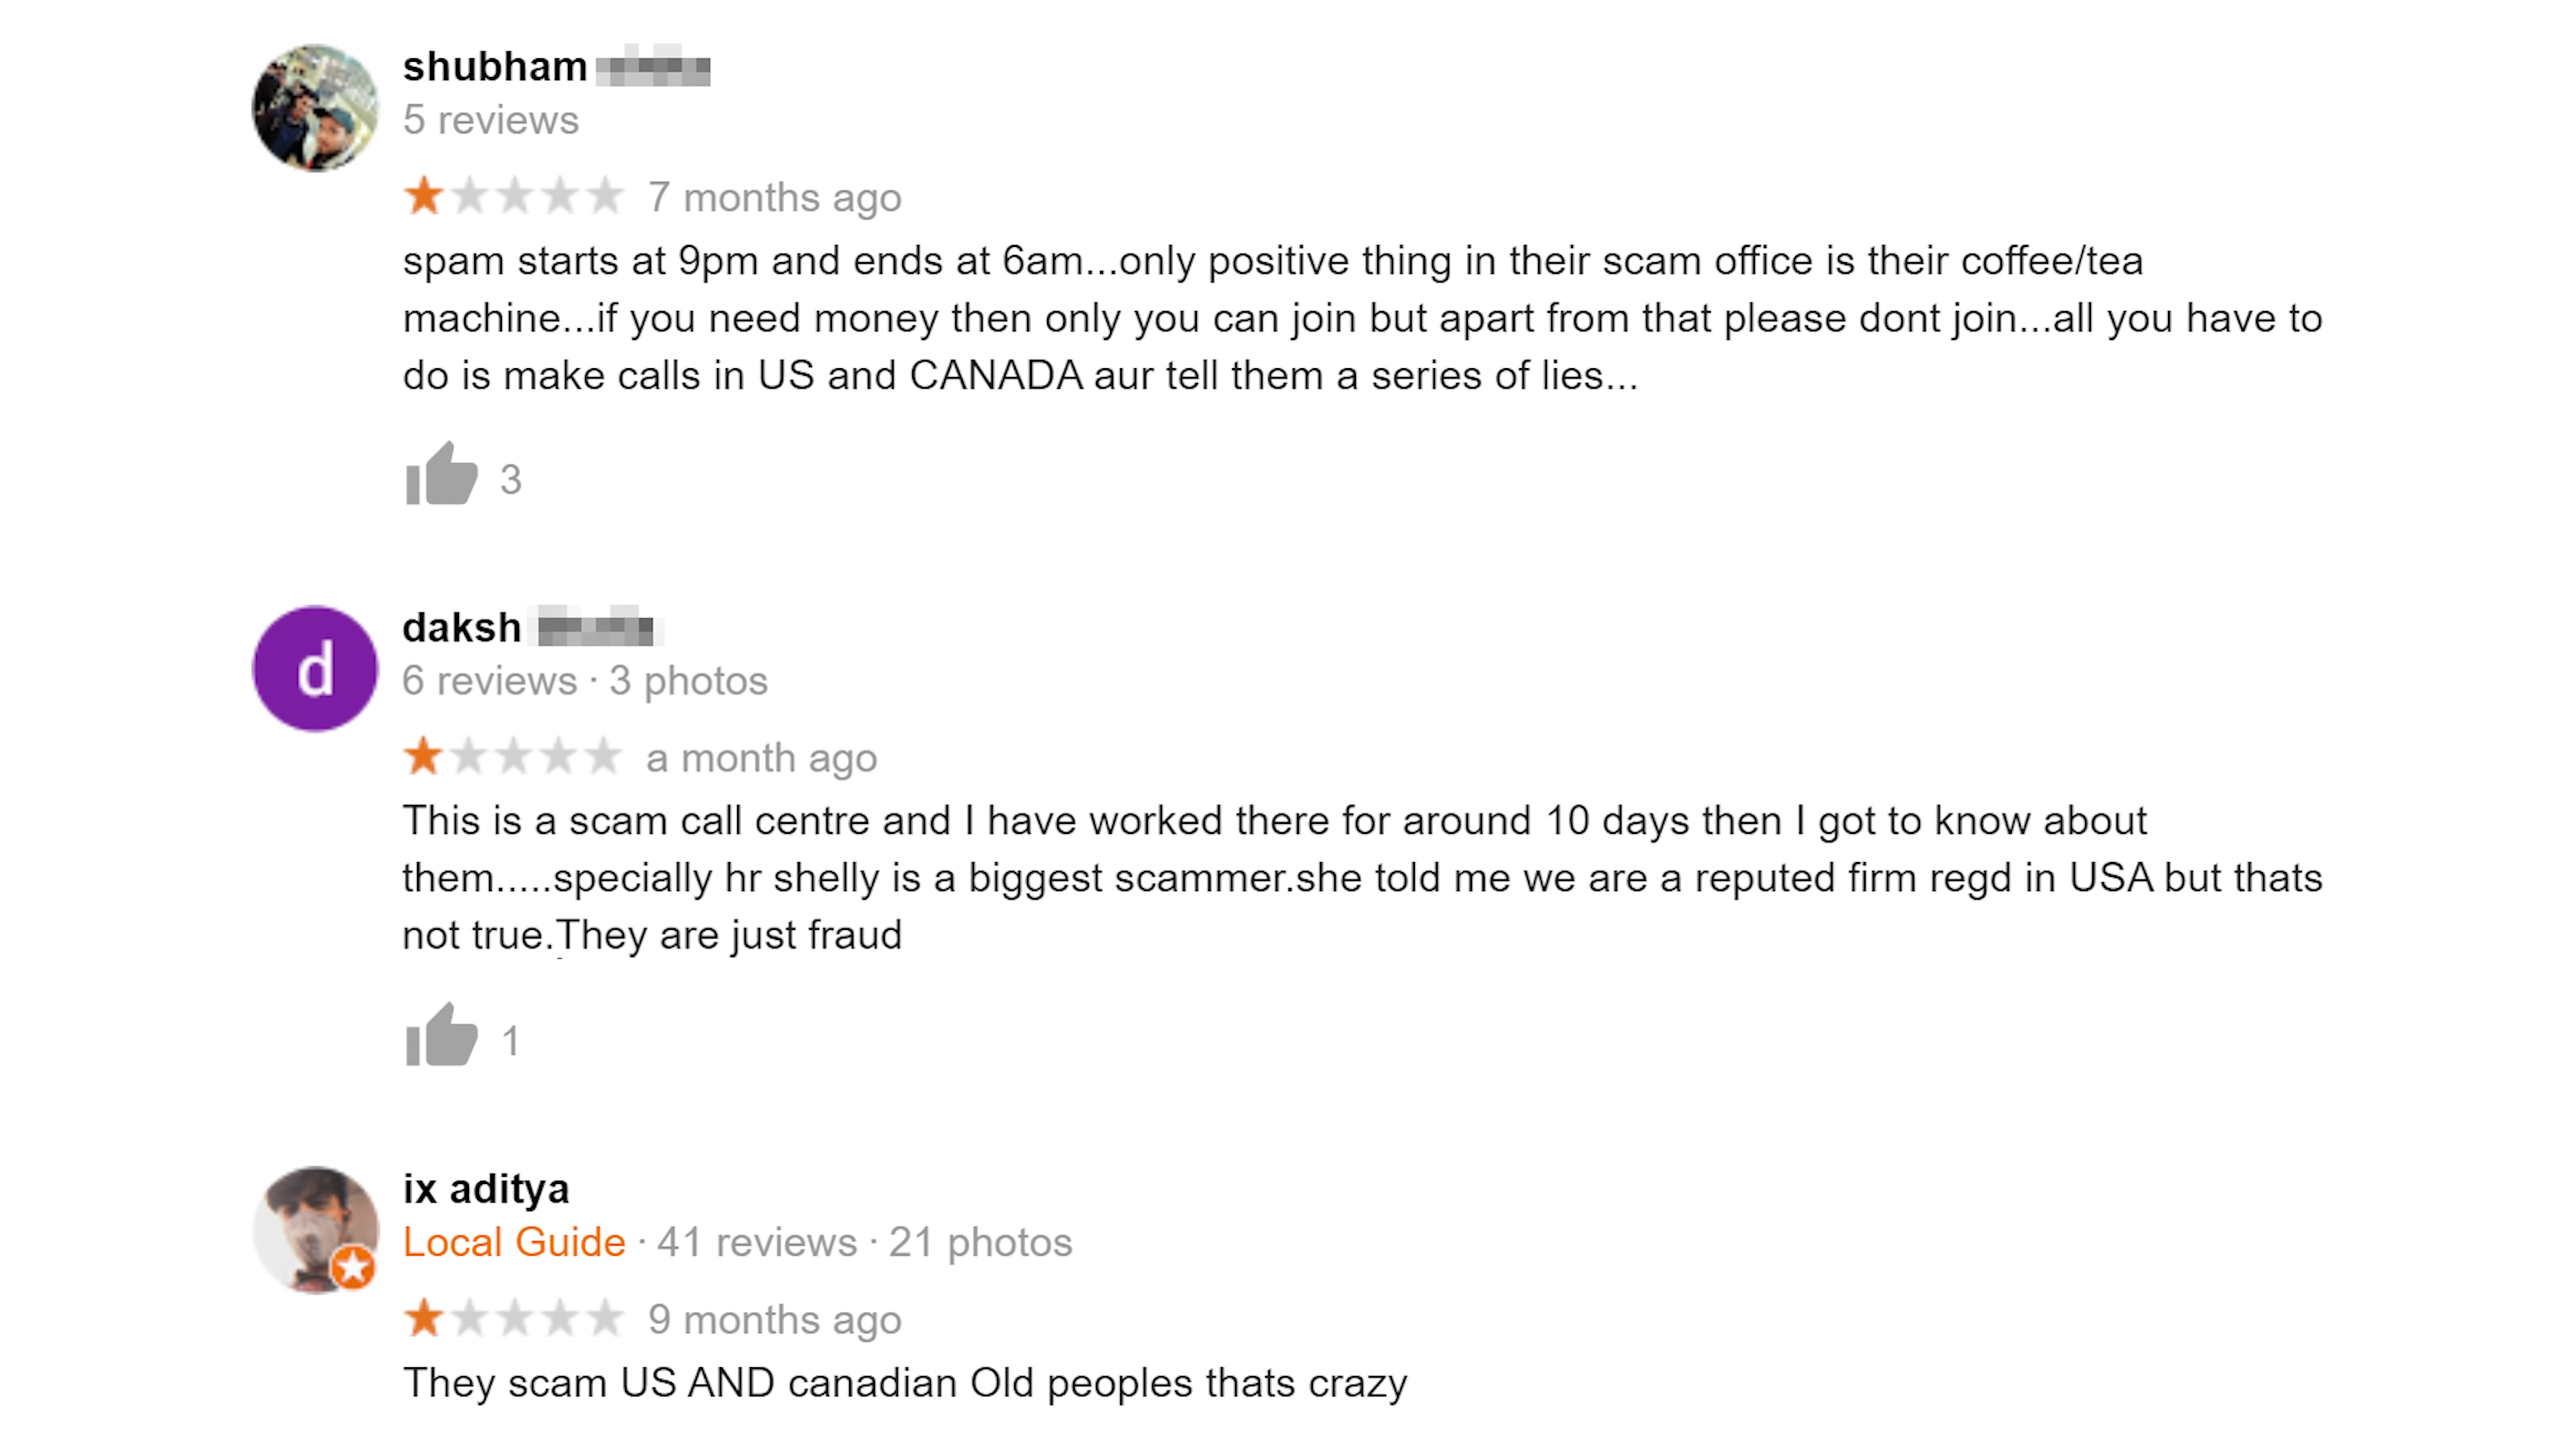 shubham
5 reviews
7 months ago
spam starts at 9pm and ends at 6am...only positive thing in their scam office is their coffee/tea
machine...if you need money then only you can join but apart from that please dont join...all you have to
do is make calls in US and CANADA aur tell them a series of lies...
3
d
daksh
6 reviews · 3 photos
a month ago
This is a scam call centre and I have worked there for around 10 days then I got to know about
them.....specially hr shelly is a biggest scammer.she told me we are a reputed firm regd in USA but thats
not true.They are just fraud
1
ix aditya
Local Guide · 41 reviews · 21 photos
9 months ago
They scam US AND canadian Old peoples thats crazy